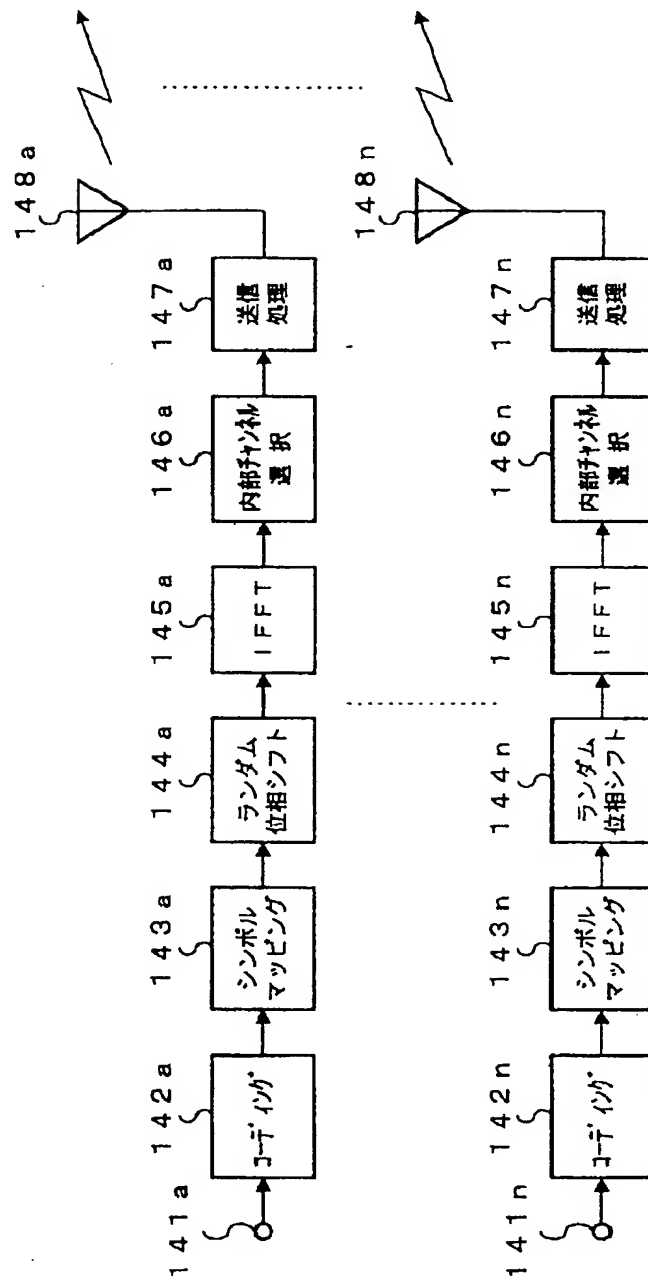 141a
142a
コーディング
143a
シンボル
マッピング
144a
ランダム
位相シフト
145a
IFFT
146a
内部チャンネル
選択
147a
送信
処理
148a
141n
142n
コーディング
143n
シンボル
マッピング
144n
ランダム
位相シフト
145n
IFFT
146n
内部チャンネル
選択
147n
送信
処理
148n